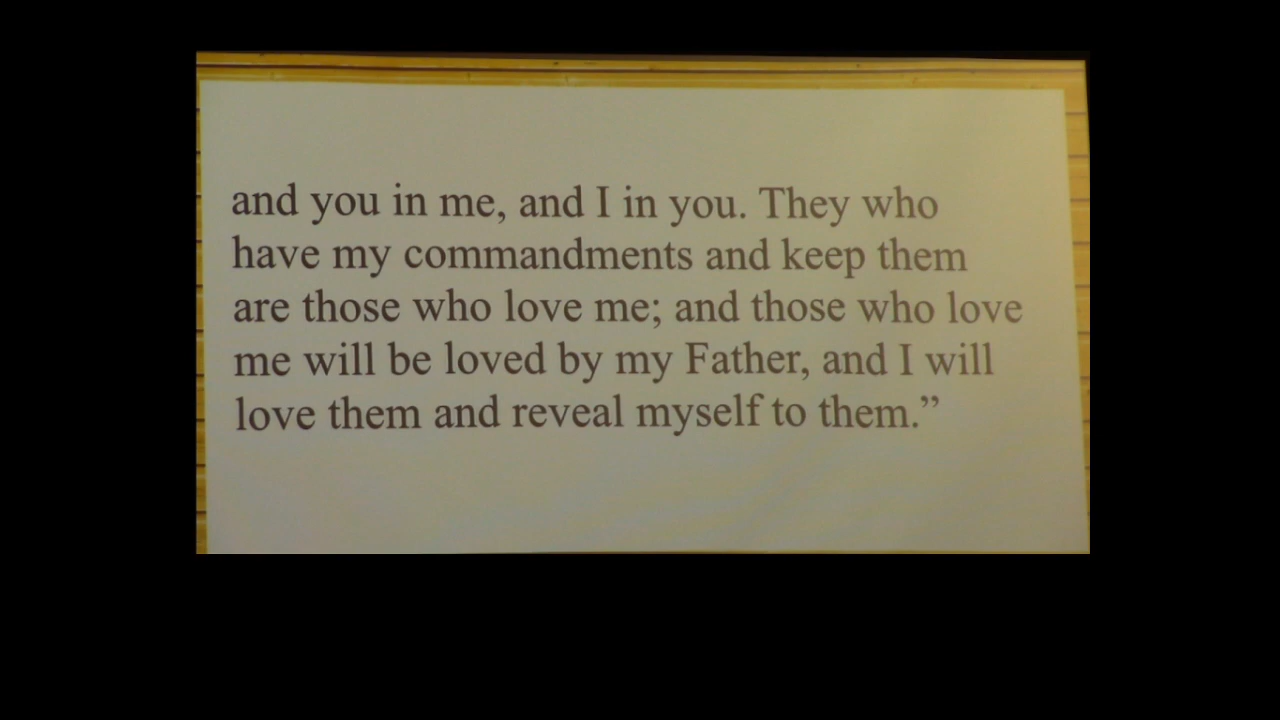 and you in me, and I in you. They who
have my commandments and keep them
are those who love me; and those who love
me will be loved by my Father, and I will
love them and reveal myself to them.”